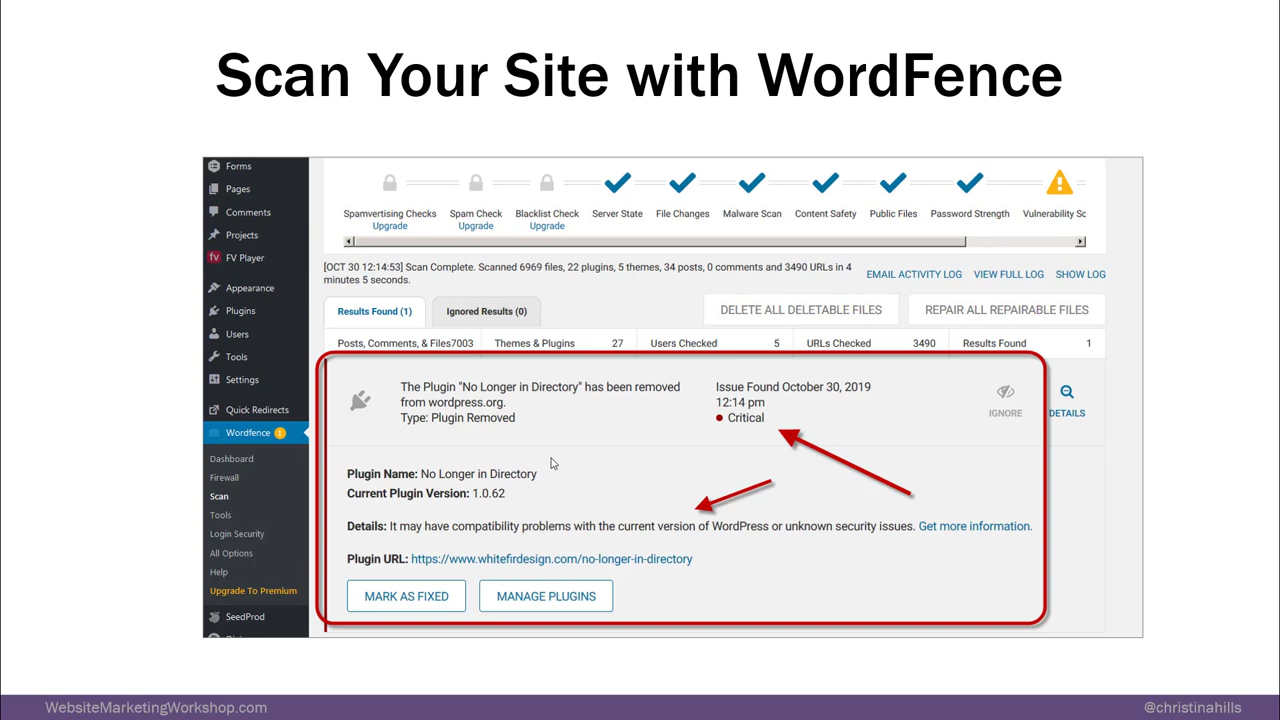 Scan Your Site with WordFence
Forms
Pages
Comments
Projects
fv FV Player
Appearance
Plugins
Users
Tools
Settings
Quick Redirects
Wordfence 1
Dashboard
Firewall
Scan
Tools
Login Security
All Options
Help
Upgrade To Premium
SeedProd
Spamvertising Checks
Upgrade
Spam Check
Upgrade
Blacklist Check
Upgrade
Server State
File Changes
Malware Scan
Content Safety
Public Files
Password Strength
Vulnerability Sc
[OCT 30 12:14:53] Scan Complete. Scanned 6969 files, 22 plugins, 5 themes, 34 posts, 0 comments and 3490 URLs in 4
minutes 5 seconds.
EMAIL ACTIVITY LOG VIEW FULL LOG SHOW LOG
Results Found (1) Ignored Results (0) DELETE ALL DELETABLE FILES REPAIR ALL REPAIRABLE FILES
Posts, Comments, & Files7003 Themes & Plugins 27 Users Checked 5 URLs Checked 3490 Results Found 1
The Plugin "No Longer in Directory" has been removed
from wordpress.org.
Type: Plugin Removed
Issue Found October 30, 2019
12:14 pm
Critical
IGNORE DETAILS
Plugin Name: No Longer in Directory
Current Plugin Version: 1.0.62
Details: It may have compatibility problems with the current version of WordPress or unknown security issues. Get more information.
Plugin URL: https://www.whitefirdesign.com/no-longer-in-directory
MARK AS FIXED MANAGE PLUGINS
WebsiteMarketingWorkshop.com @christinahills